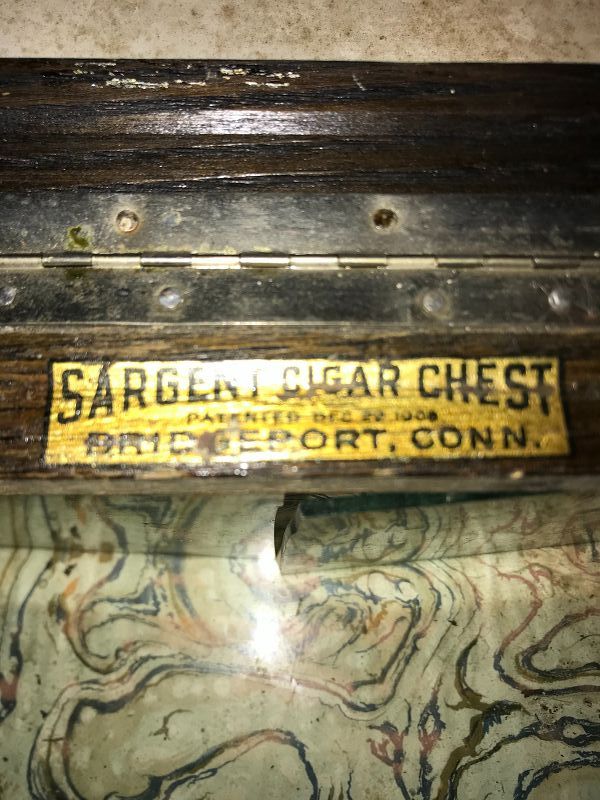 SARGENT CIGAR CHEST
PATENTED DEC. 22, 1908
BRIDGEPORT, CONN.